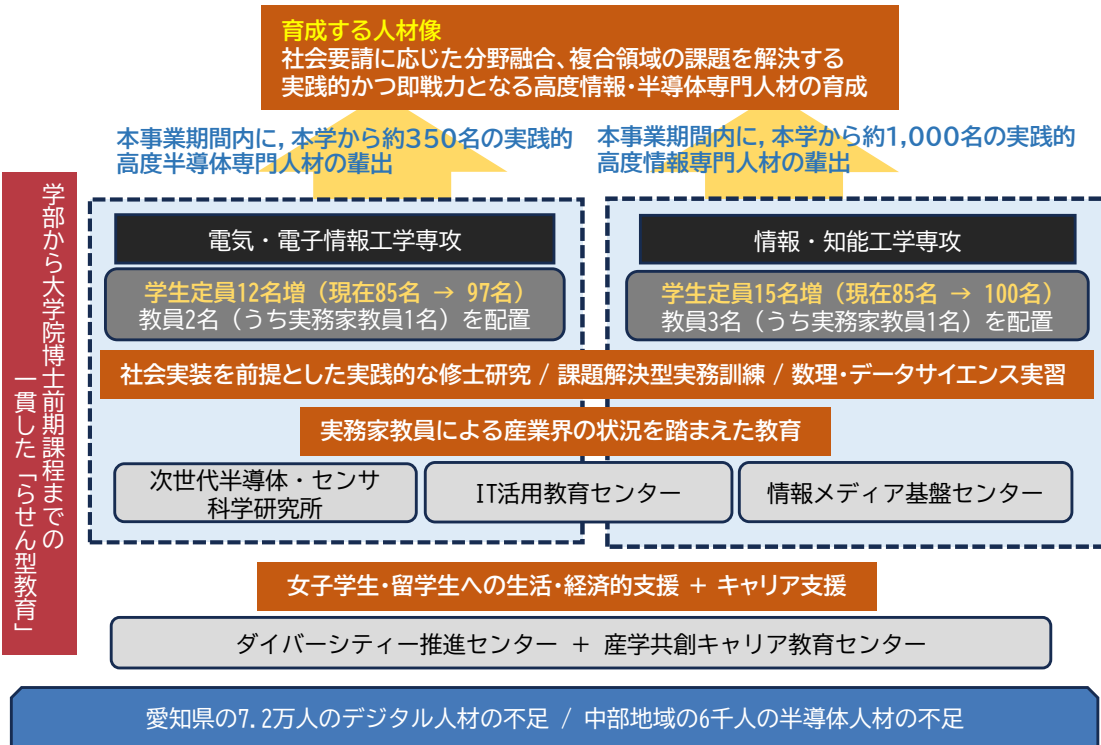 育成する人材像
社会要請に応じた分野融合、複合領域の課題を解決する
実践的かつ即戦力となる高度情報・半導体専門人材の育成
本事業期間内に, 本学から約350名の実践的
高度半導体専門人材の輩出
本事業期間内に, 本学から約1,000名の実践的
高度情報専門人材の輩出
学部から大学院博士前期課程までの
一貫した「らせん型教育」
電気・電子情報工学専攻
学生定員12名増（現在85名 → 97名）
教員2名（うち実務家教員1名）を配置
情報・知能工学専攻
学生定員15名増（現在85名 → 100名）
教員3名（うち実務家教員1名）を配置
社会実装を前提とした実践的な修士研究 / 課題解決型実務訓練 / 数理・データサイエンス実習
実務家教員による産業界の状況を踏まえた教育
次世代半導体・センサ
科学研究所
IT活用教育センター
情報メディア基盤センター
女子学生・留学生への生活・経済的支援 + キャリア支援
ダイバーシティー推進センター + 産学共創キャリア教育センター
愛知県の7.2万人のデジタル人材の不足 / 中部地域の6千人の半導体人材の不足